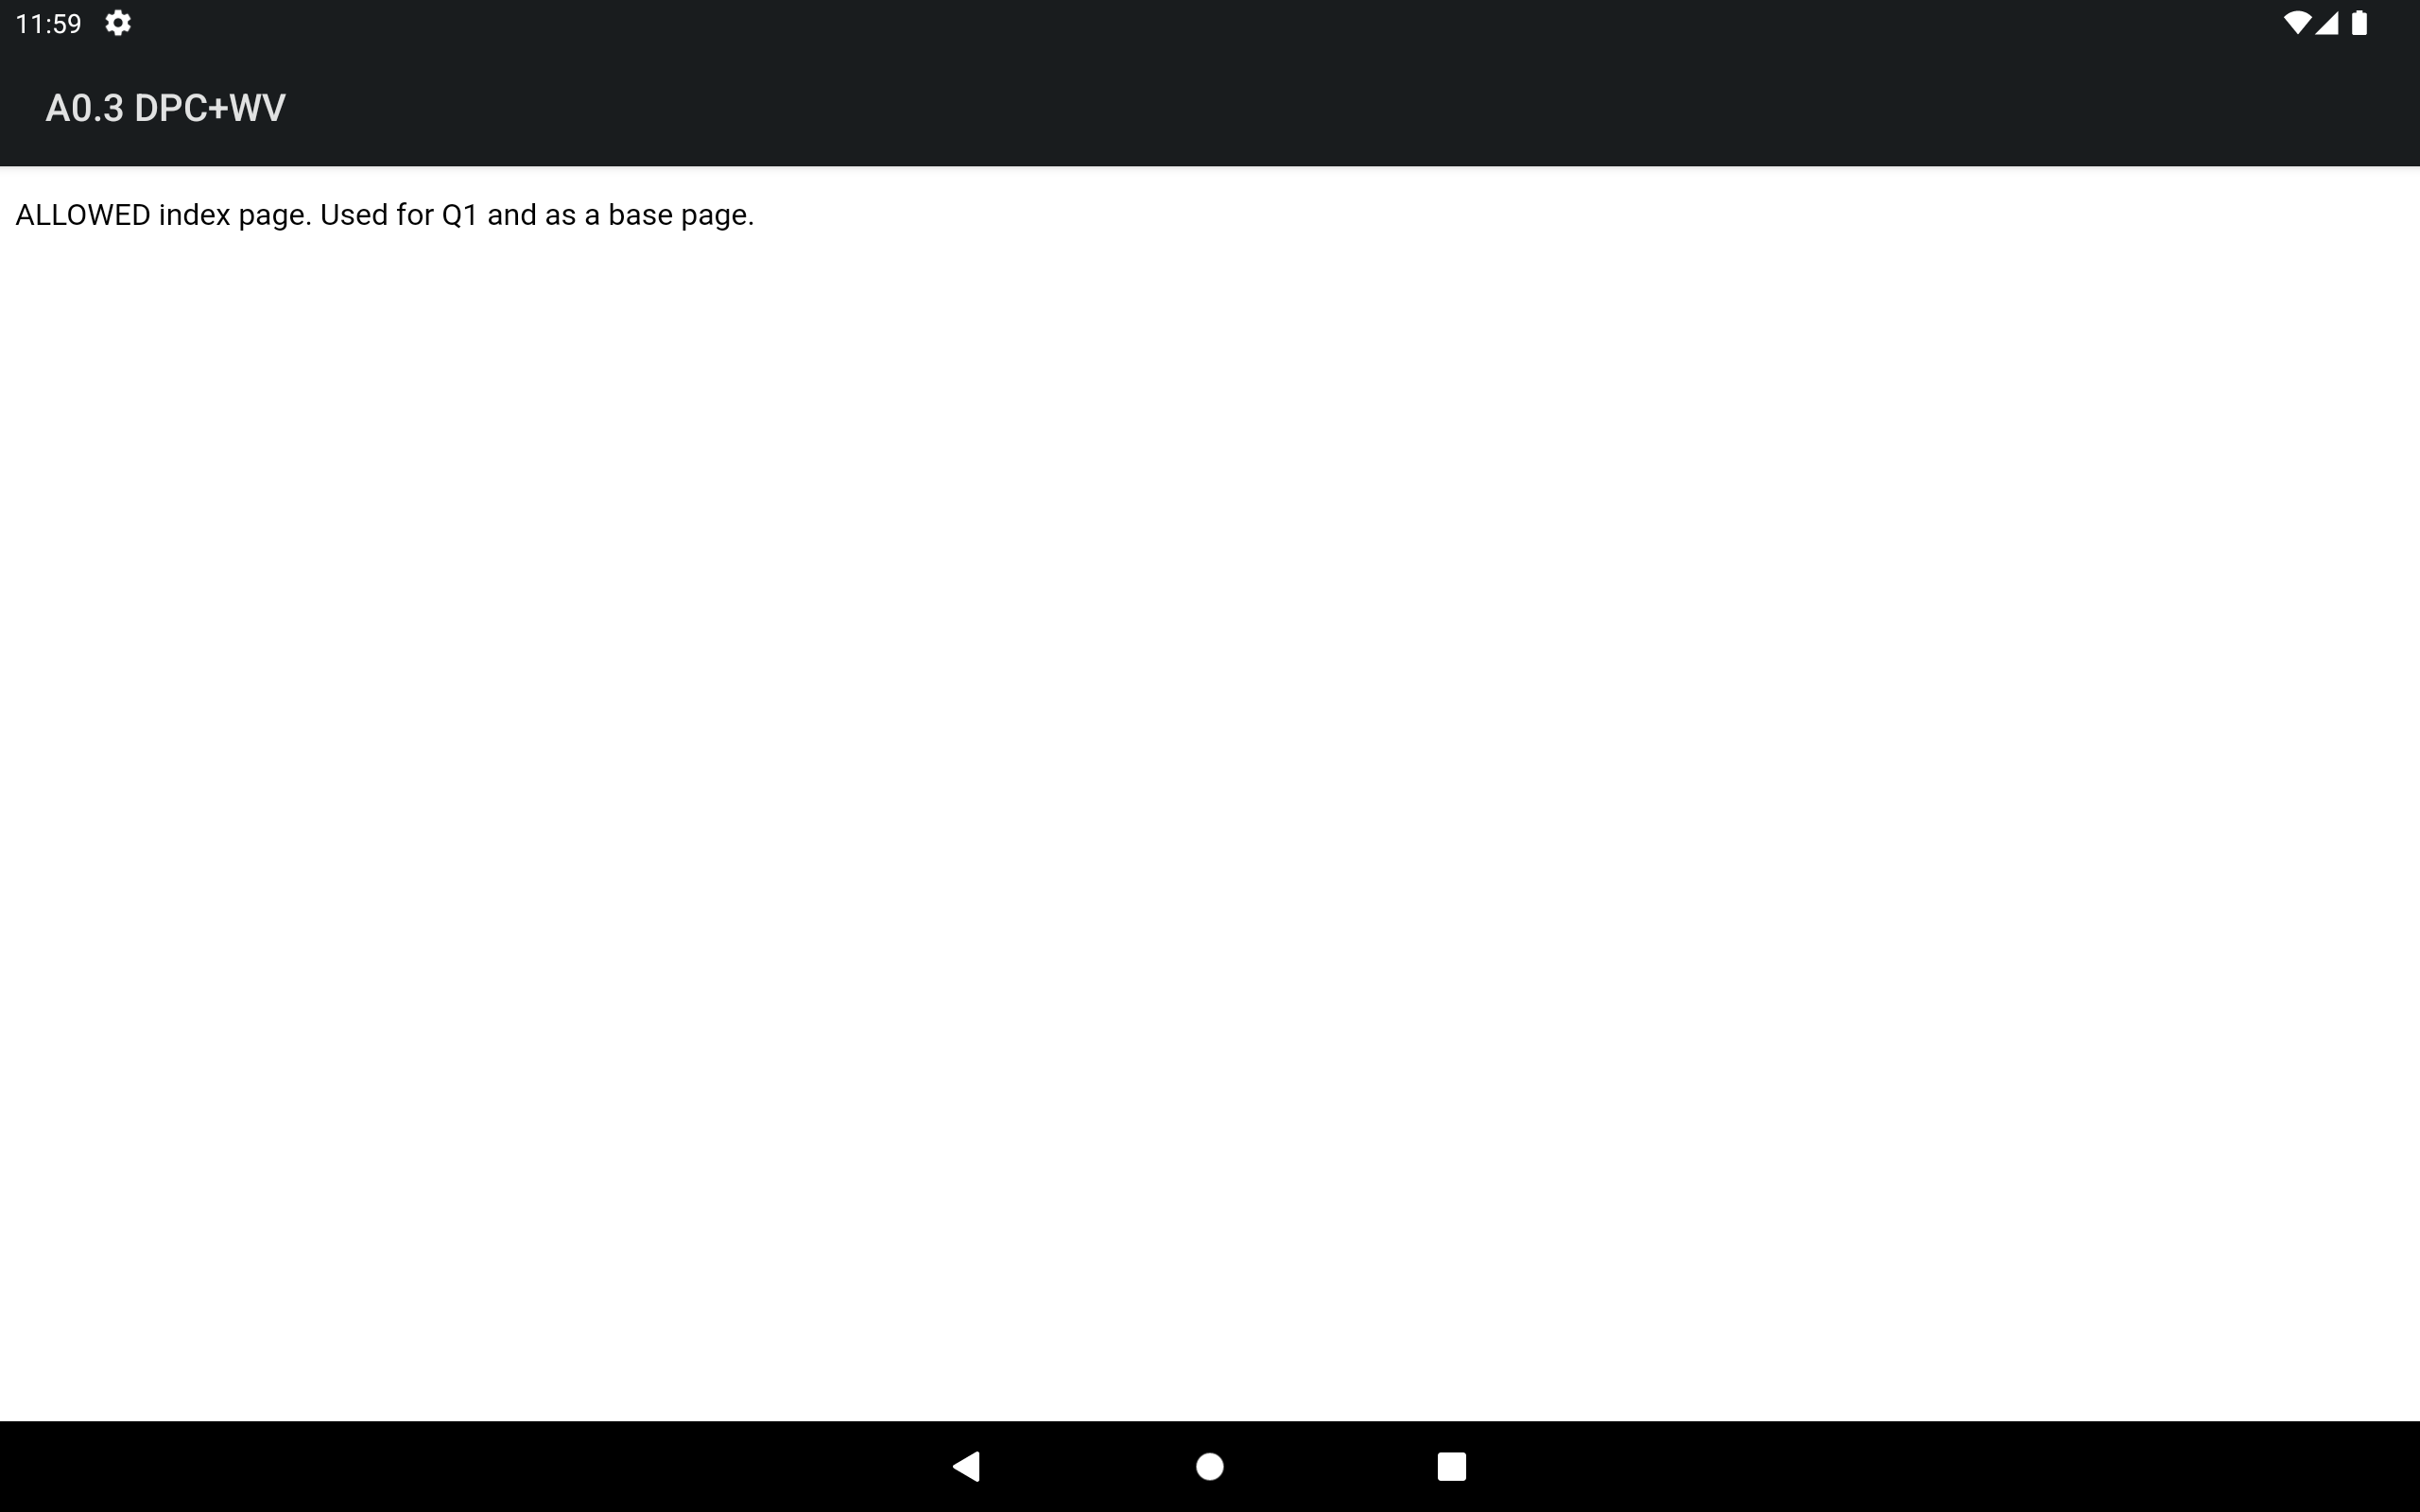 11:59
A0.3 DPC+WV
ALLOWED index page. Used for Q1 and as a base page.